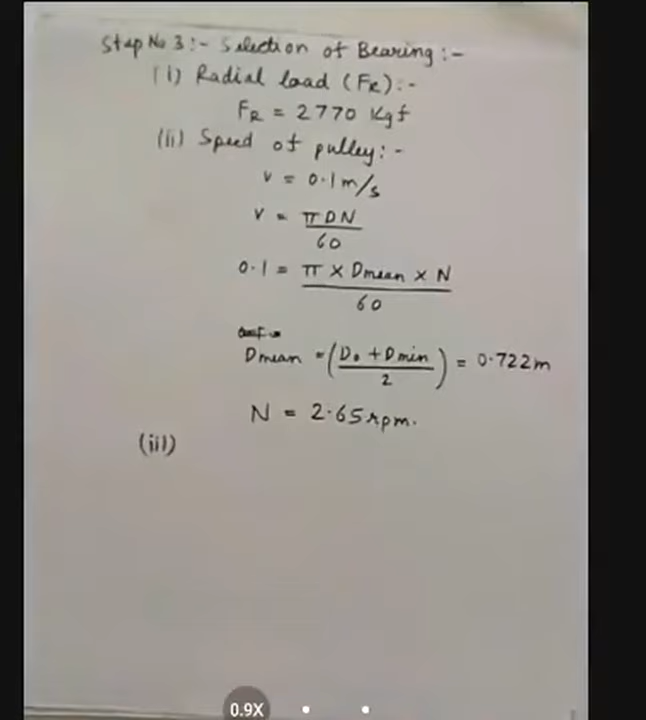 Step No 3:- Selection of Bearing:-
(i) Radial load (FR):-
FR = 2770 Kgf
(ii) Speed of pulley:-
v = 0.1 m/s
v = πDN/60
0.1 = π × Dmean × N/60
Dmean = (Do + Dmin/2) = 0.722m
N = 2.65 rpm.
(iii)
0.9X